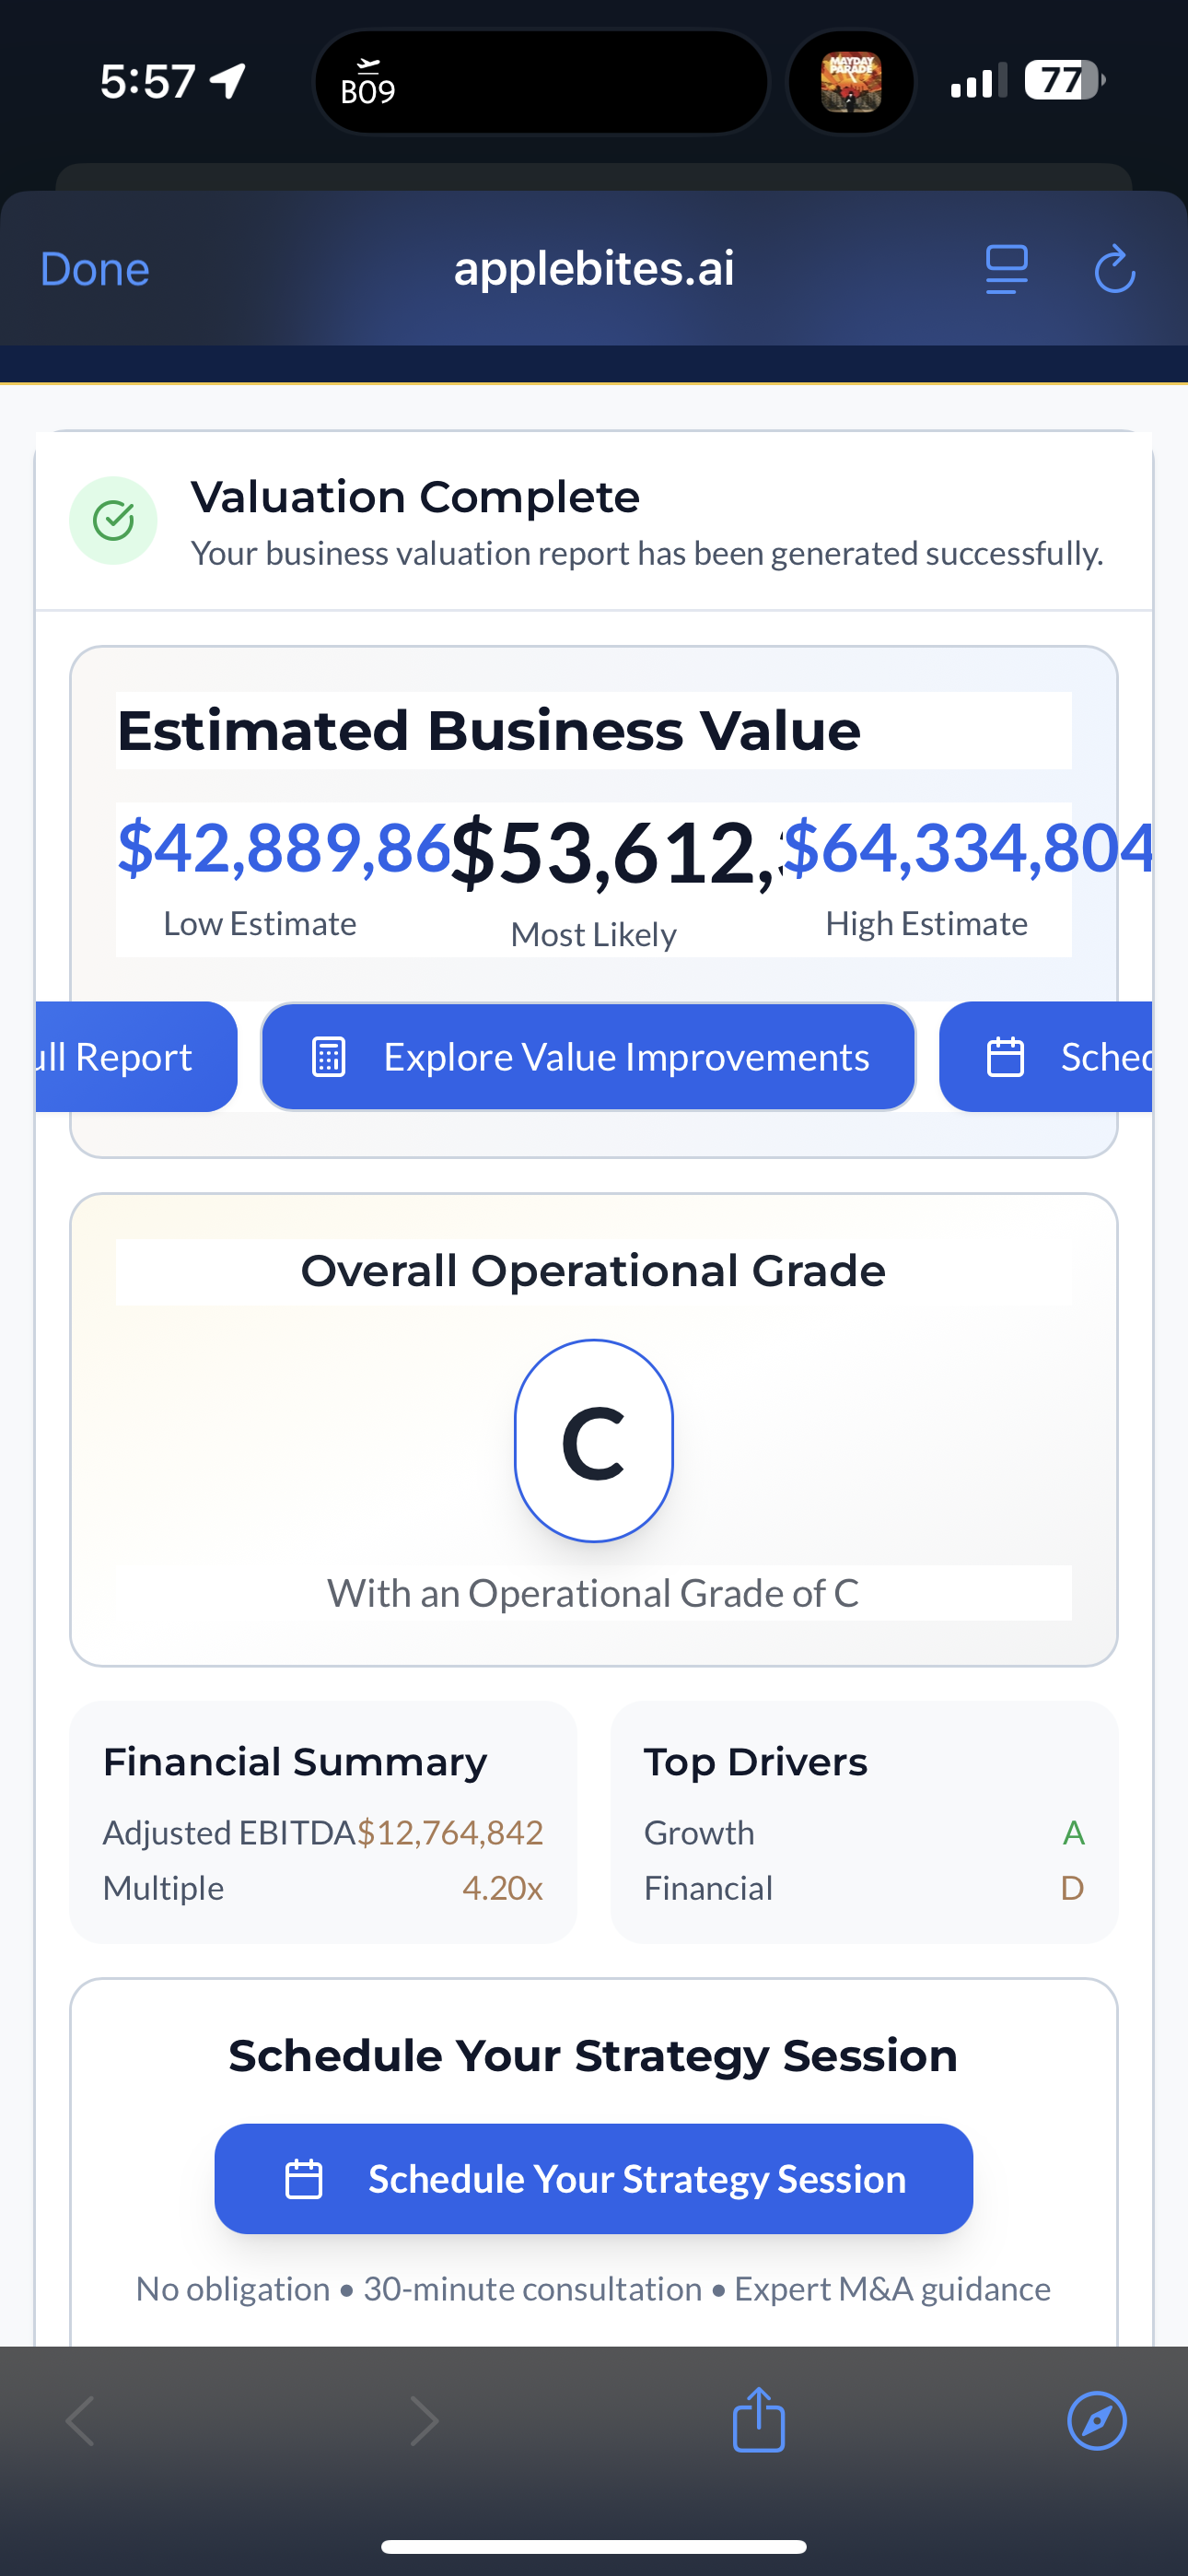 5:57
B09
MAYDAY
PARADE
77
Done
applebites.ai
Valuation Complete
Your business valuation report has been generated successfully.
Estimated Business Value
$42,889,86 $53,612, $64,334,804
Low Estimate Most Likely High Estimate
ull Report Explore Value Improvements Sched
Overall Operational Grade
C
With an Operational Grade of C
Financial Summary
Adjusted EBITDA $12,764,842
Multiple 4.20x
Top Drivers
Growth A
Financial D
Schedule Your Strategy Session
Schedule Your Strategy Session
No obligation • 30-minute consultation • Expert M&A guidance